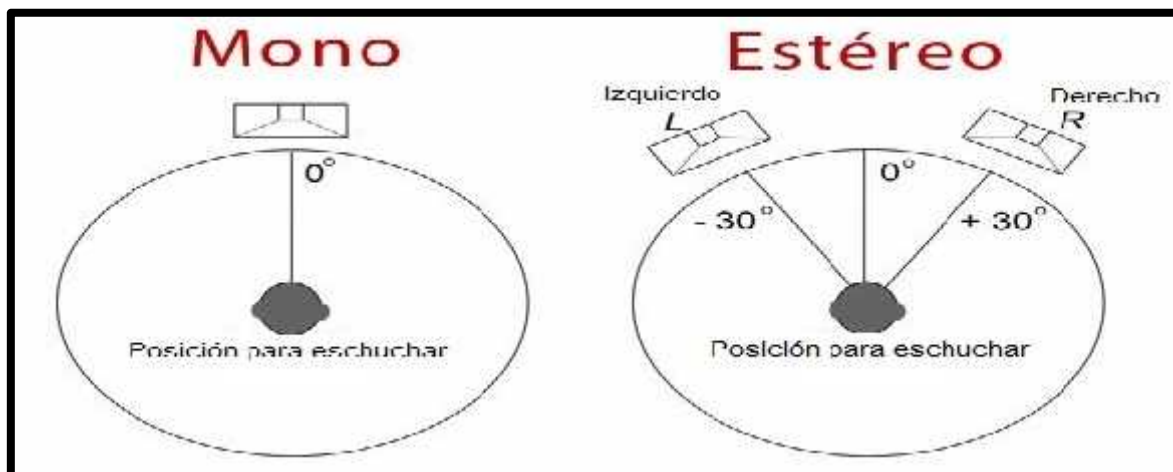 Mono
0°
Posición para eschuchar
Estéreo
Izquierdo
L
Derecho
R
- 30°
0°
+ 30°
Posición para eschuchar